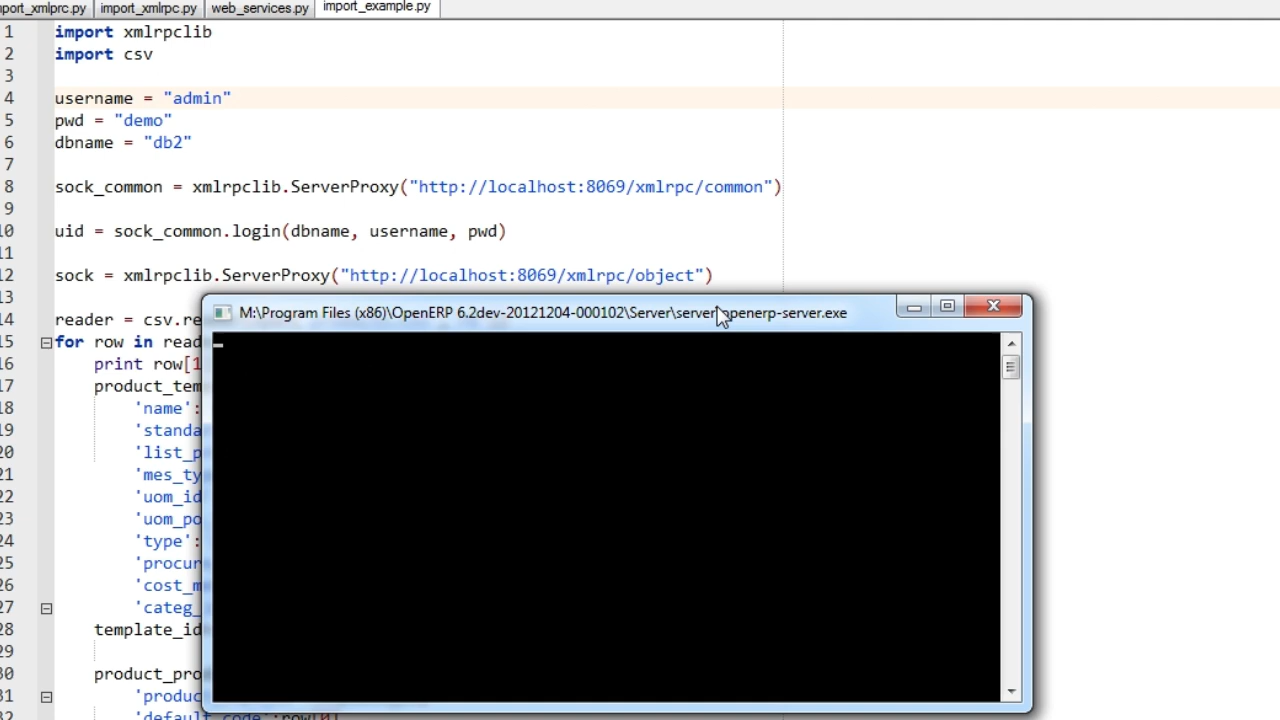 port_xmlprc.py import_xmlrpc.py web_services.py import_example.py
1 import xmlrpclib
2 import csv
3
4 username = "admin"
5 pwd = "demo"
6 dbname = "db2"
7
8 sock_common = xmlrpclib.ServerProxy("http://localhost:8069/xmlrpc/common")
9
10 uid = sock_common.login(dbname, username, pwd)
11
12 sock = xmlrpclib.ServerProxy("http://localhost:8069/xmlrpc/object")
13
M:\Program Files (x86)\OpenERP 6.2dev-20121204-000102\Server\server\openerp-server.exe
14 reader = csv.re
15 for row in read
16 print row[1
17 product_tem
18 'name':
19 'standa
20 'list_p
21 'mes_ty
22 'uom_id
23 'uom_po
24 'type':
25 'procur
26 'cost_m
27 'categ_
28 template_id
29
30 product_pro
31 'produc
32 'default_code':row[0]